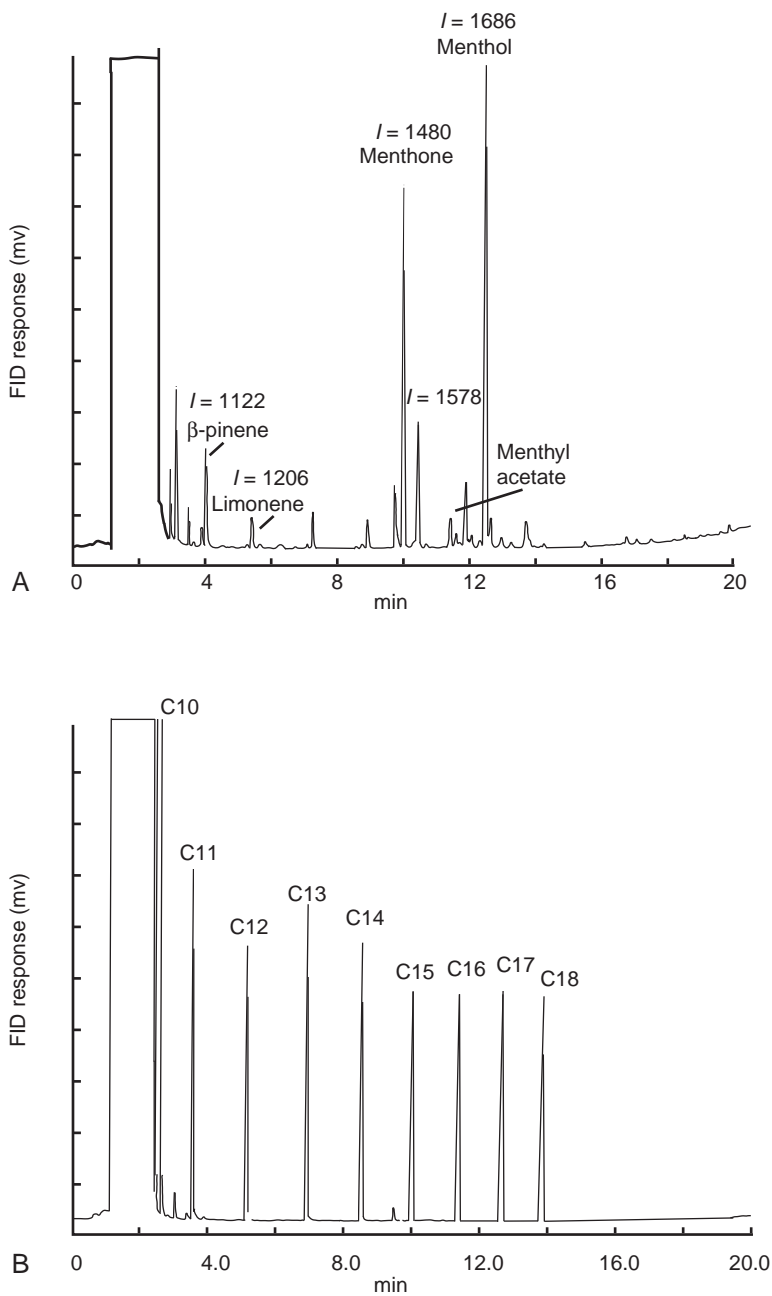 I = 1686
Menthol
I = 1480
Menthone
I = 1578
I = 1122
β-pinene
I = 1206
Limonene
Menthyl
acetate
FID response (mv)
0 4 8 12 16 20
min
A
C10
C11
C12
C13
C14
C15
C16
C17
C18
FID response (mv)
0 4.0 8.0 12.0 16.0 20.0
min
B